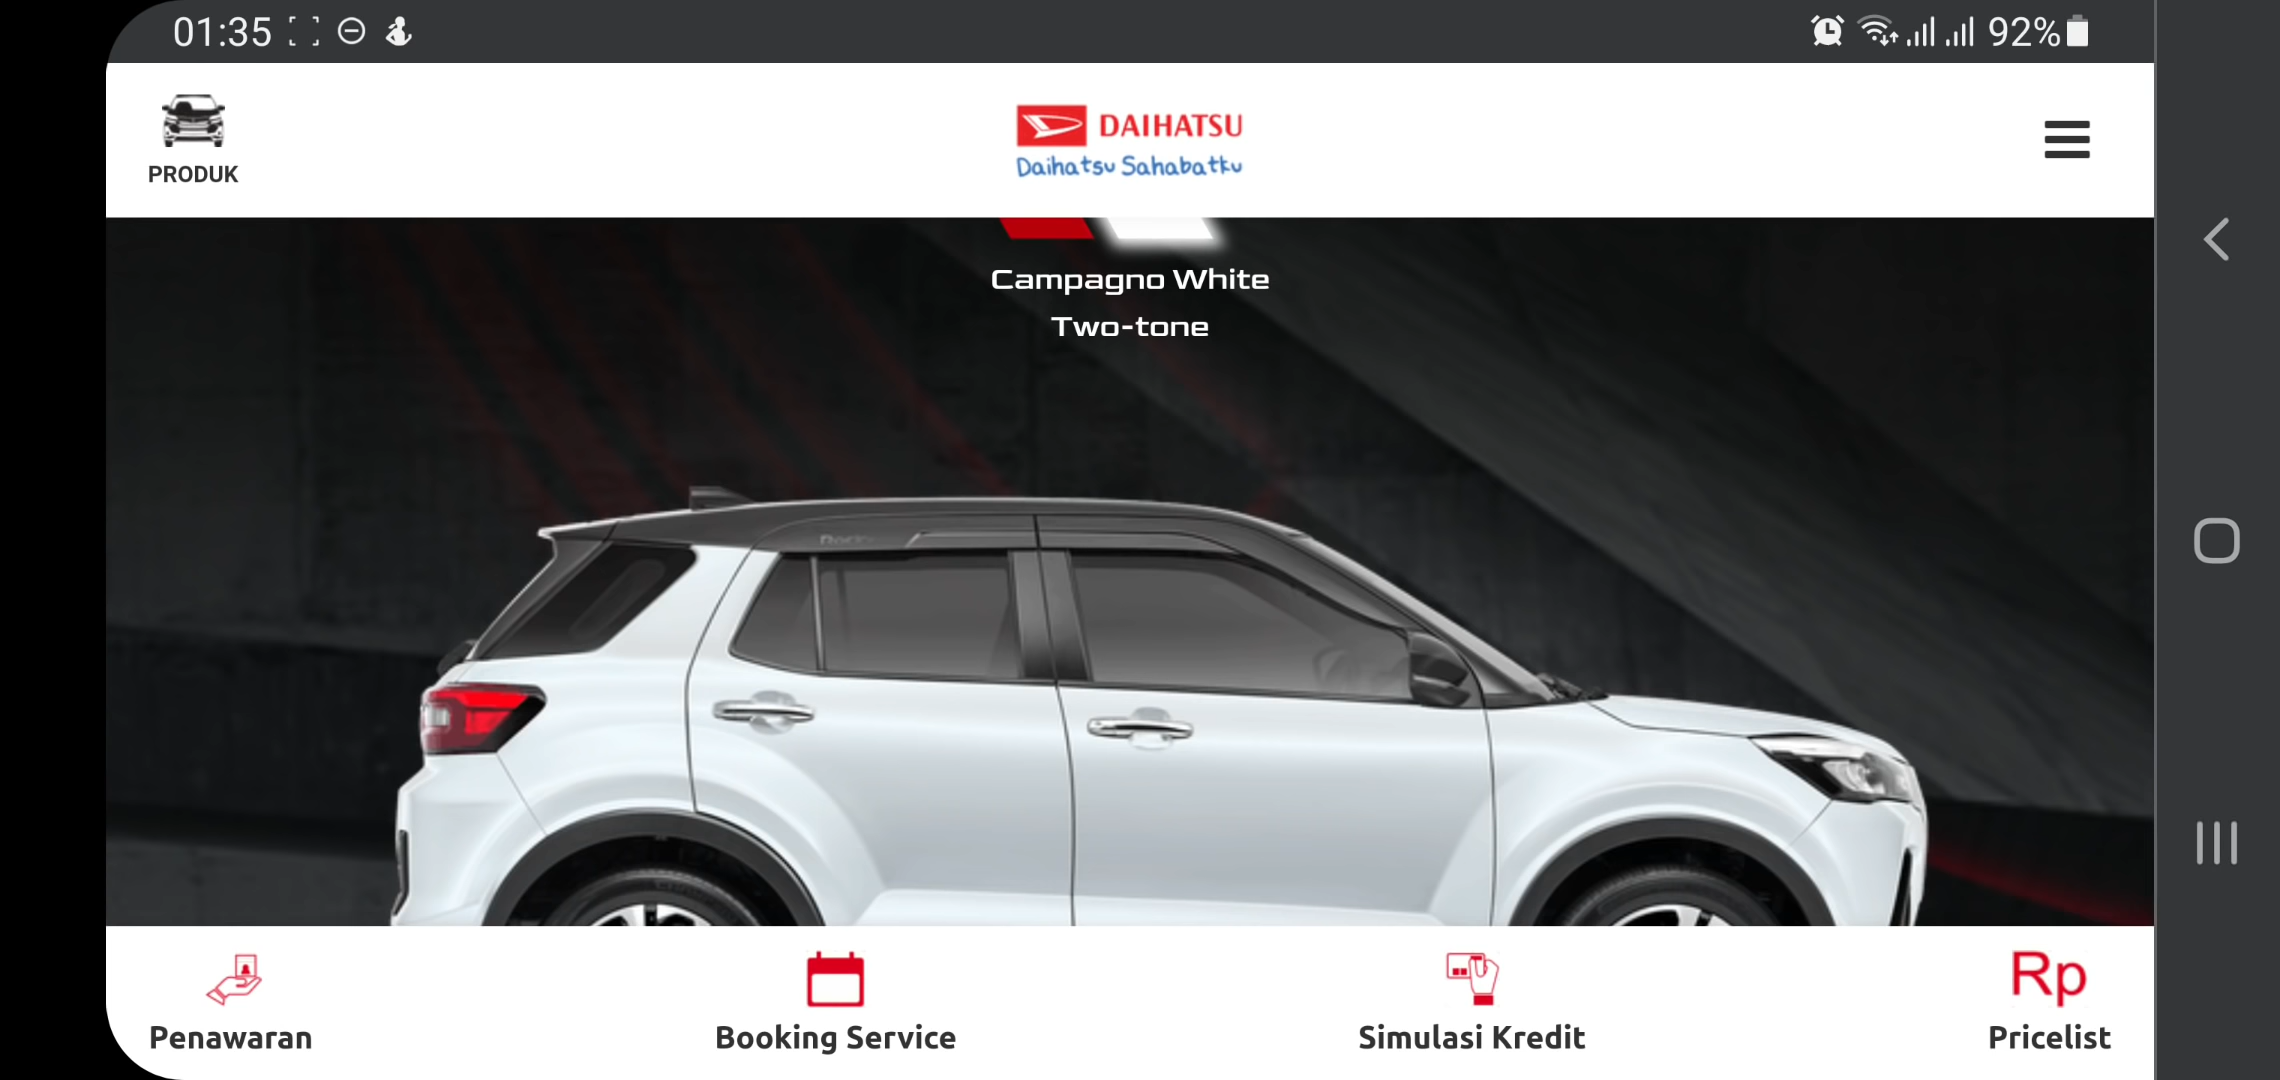 01:35
92%
DAIHATSU
Daihatsu Sahabatku
PRODUK
Campagno White
Two-tone
Penawaran
Booking Service
Simulasi Kredit
Rp
Pricelist